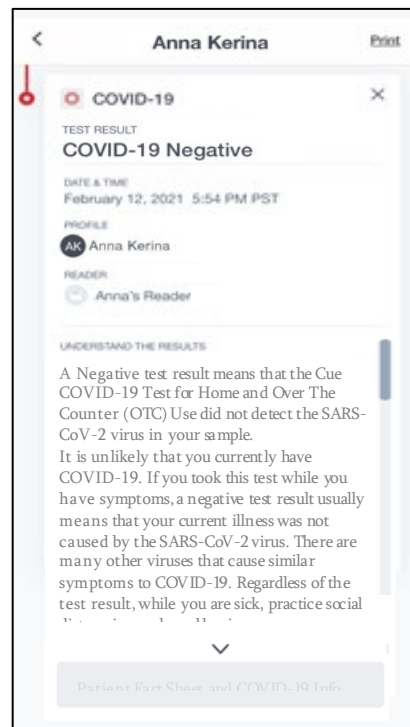 Anna Kerina
Print
COVID-19
TEST RESULT
COVID-19 Negative
DATE & TIME
February 12, 2021 5:54 PM PST
PROFILE
AK Anna Kerina
READER
Anna's Reader
UNDERSTAND THE RESULTS
A Negative test result means that the Cue
COVID-19 Test for Home and Over The
Counter (OTC) Use did not detect the SARS-
CoV-2 virus in your sample.
It is unlikely that you currently have
COVID-19. If you took this test while you
have symptoms, a negative test result usually
means that your current illness was not
caused by the SARS-CoV-2 virus. There are
many other viruses that cause similar
symptoms to COVID-19. Regardless of the
test result, while you are sick, practice social
Patient Fact Sheet and COVID-19 Info